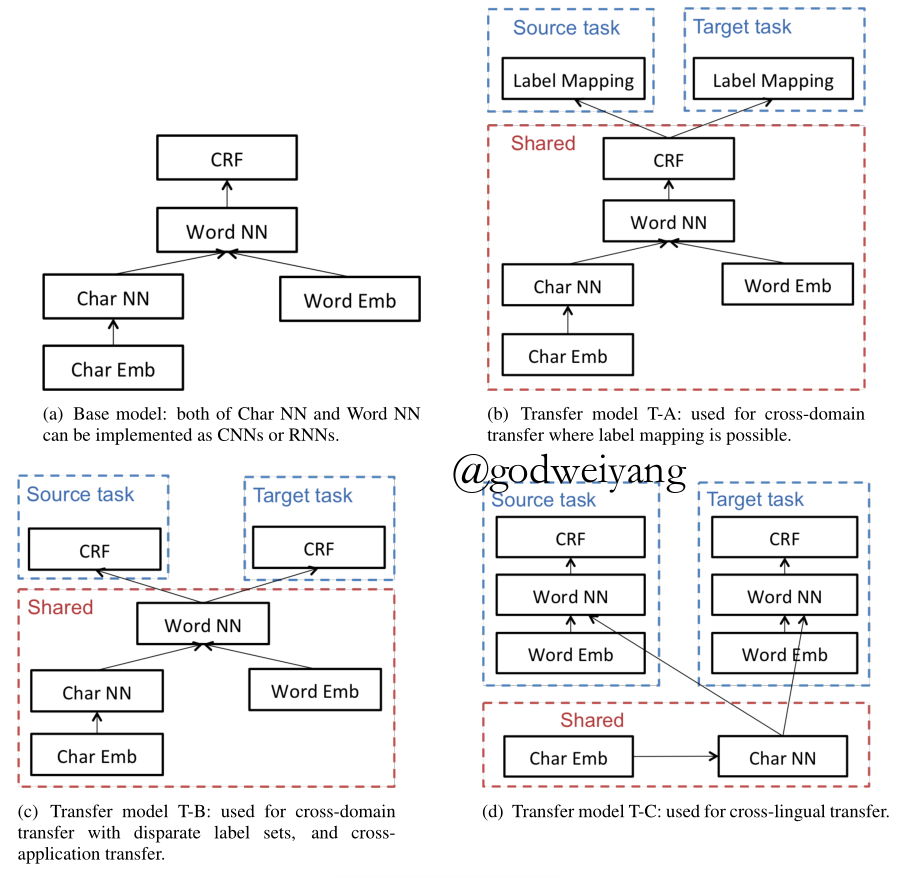 CRF
Word NN
Char NN
Word Emb
Char Emb
(a) Base model: both of Char NN and Word NN
can be implemented as CNNs or RNNs.
Source task
Target task
Label Mapping
Label Mapping
Shared
CRF
Word NN
Char NN
Word Emb
Char Emb
(b) Transfer model T-A: used for cross-domain
transfer where label mapping is possible.
@godweiyang
Source task
Target task
CRF
CRF
Shared
Word NN
Char NN
Word Emb
Char Emb
(c) Transfer model T-B: used for cross-domain
transfer with disparate label sets, and cross-
application transfer.
Source task
Target task
CRF
CRF
Word NN
Word NN
Word Emb
Word Emb
Shared
Char Emb
Char NN
(d) Transfer model T-C: used for cross-lingual transfer.